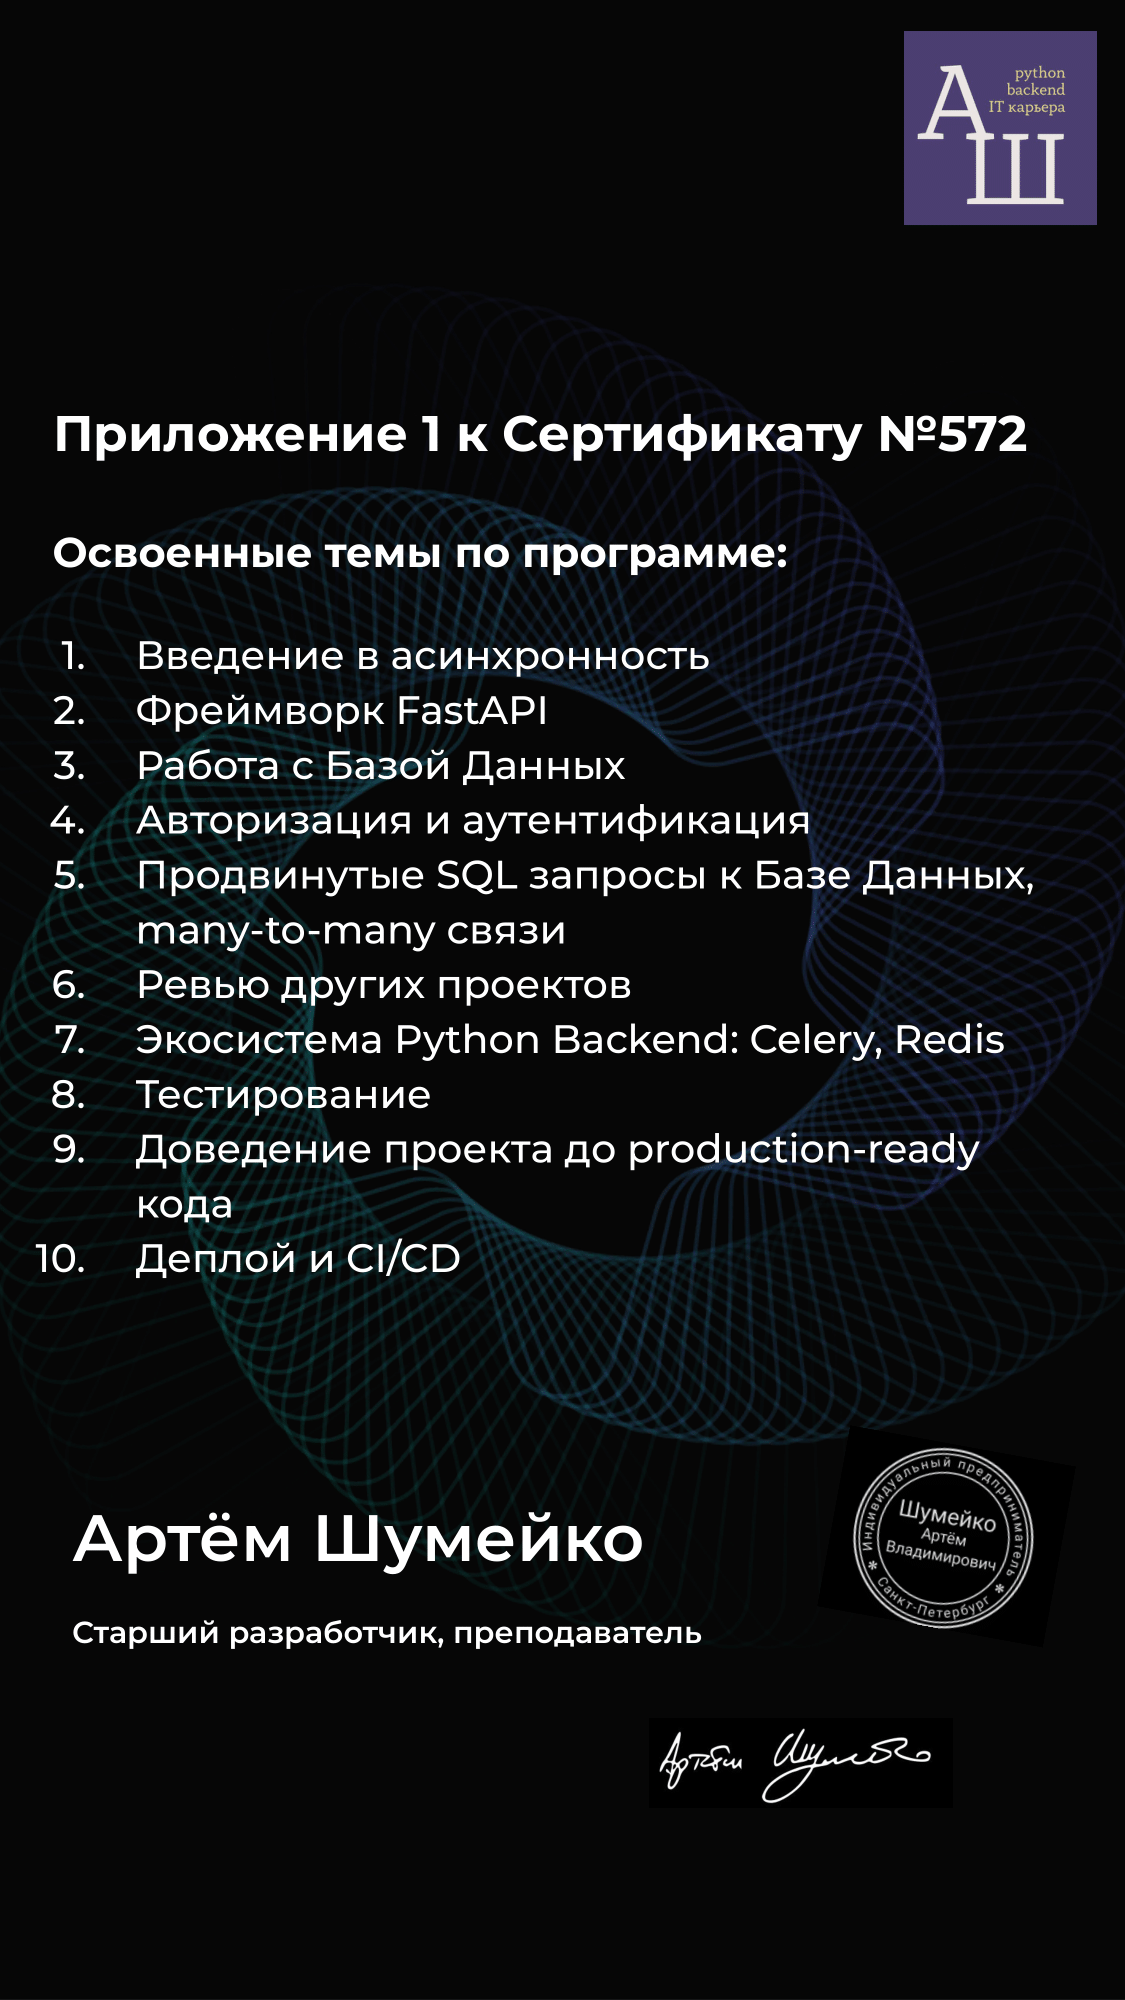 python
backend
IT карьера
АШ
Приложение 1 к Сертификату №572
Освоенные темы по программе:
1. Введение в асинхронность
2. Фреймворк FastAPI
3. Работа с Базой Данных
4. Авторизация и аутентификация
5. Продвинутые SQL запросы к Базе Данных,
many-to-many связи
6. Ревью других проектов
7. Экосистема Python Backend: Celery, Redis
8. Тестирование
9. Доведение проекта до production-ready
кода
10. Деплой и CI/CD
Артём Шумейко
Старший разработчик, преподаватель
Индивидуальный предприниматель
Шумейко
Артём
Владимирович
* Санкт-Петербург *
Артём Шумейко